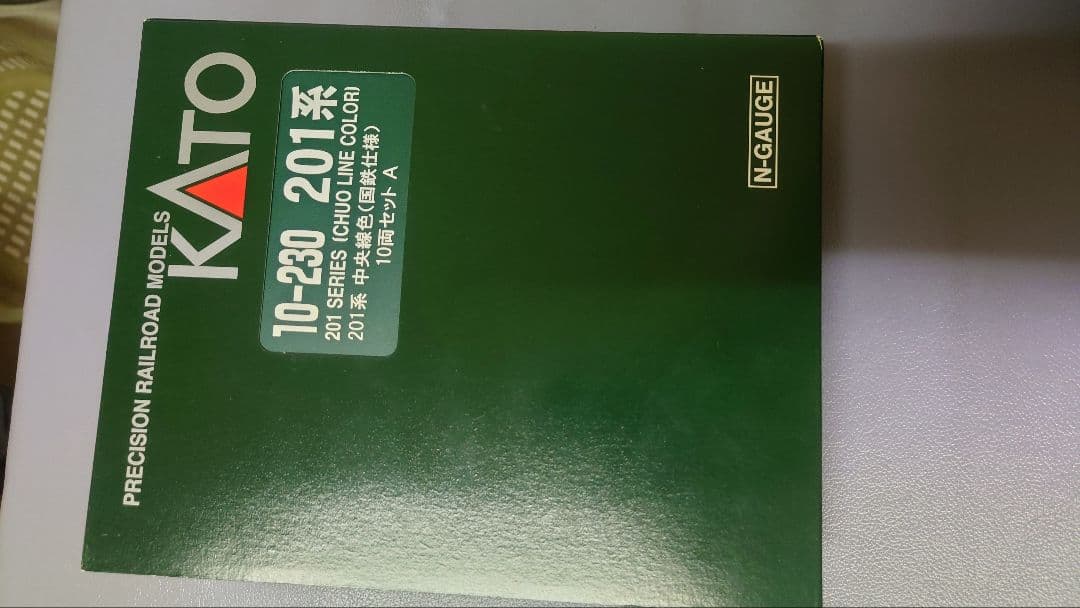 PRECISION RAILROAD MODELS
KATO
10-230 201系
201 SERIES (CHUO LINE COLOR)
201系 中央線色(国鉄仕様)
10両セット A
N-GAUGE